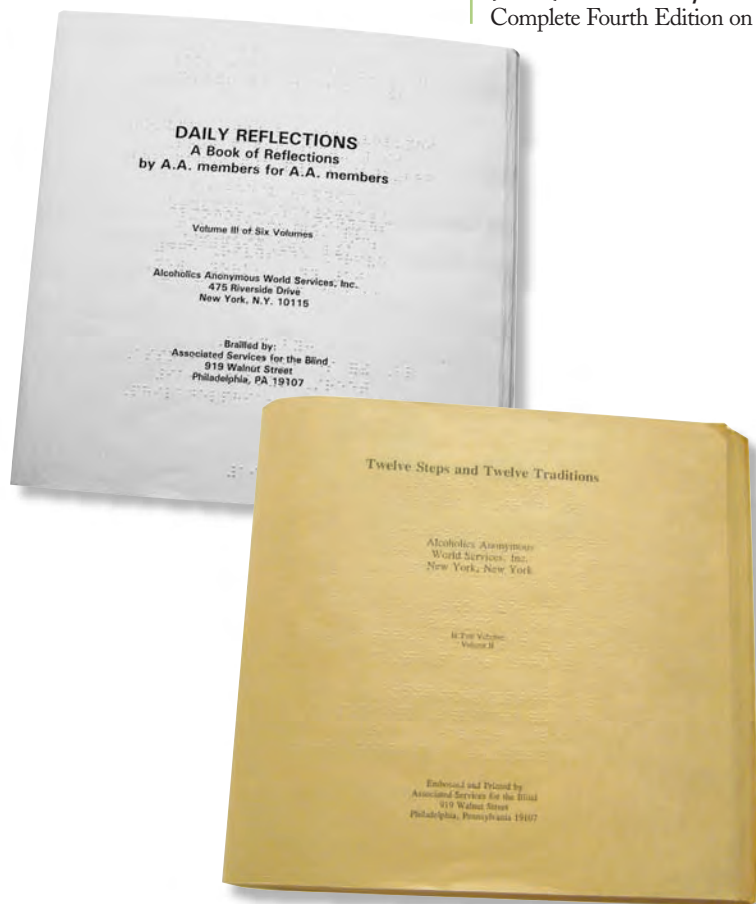 Complete Fourth Edition on
DAILY REFLECTIONS
A Book of Reflections
by A.A. members for A.A. members
Volume III of Six Volumes
Alcoholics Anonymous World Services, Inc.
475 Riverside Drive
New York, N.Y. 10115
Brailled by:
Associated Services for the Blind
919 Walnut Street
Philadelphia, PA 19107
Twelve Steps and Twelve Traditions
Alcoholics Anonymous
World Services, Inc.
New York, New York
Volume II
Embossed and Printed by
Associated Services for the Blind
919 Walnut Street
Philadelphia, Pennsylvania 19107